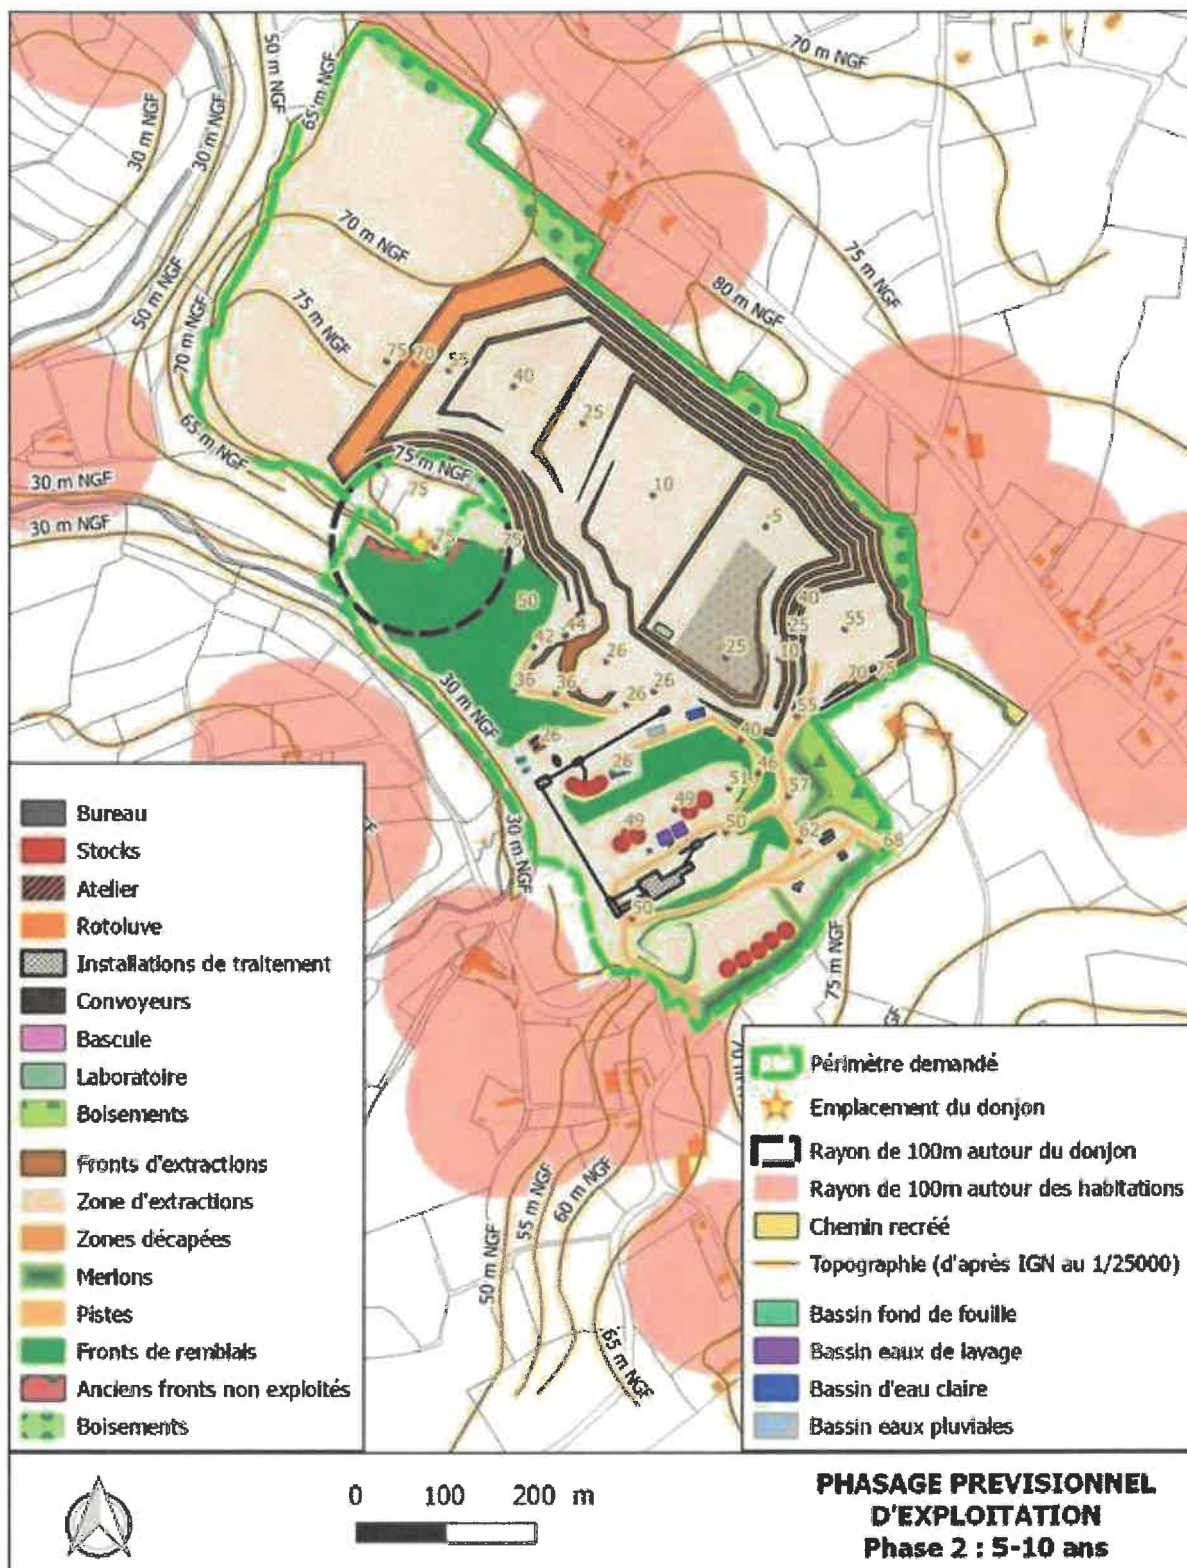 50 m NGF
65 m NGF
70 m NGF
30 m NGF
30 m NGF
70 m NGF
75 m NGF
50 m NGF
80 m NGF
75 m NGF
70 m NGF
75
70
55
40
25
65 m NGF
75 m NGF
30 m NGF
75
10
-5
30 m NGF
75
75
50
40
25
55
44
42
10
26
25
70
75
36
36
30 m NGF
26
26
55
26
40
26
46
51
57
49
49
50
62
68
30 m NGF
50
75 m NGF
Bureau
Stocks
Atelier
Rotoluve
Installations de traitement
Convoyeurs
Bascule
Laboratoire
Boisements
Fronts d'extractions
Zone d'extractions
Zones décapées
Merlons
Pistes
Fronts de remblais
Anciens fronts non exploités
Boisements
50 m NGF
55 m NGF
60 m NGF
65 m NGF
Périmètre demandé
Emplacement du donjon
Rayon de 100m autour du donjon
Rayon de 100m autour des habitations
Chemin recréé
Topographie (d'après IGN au 1/25000)
Bassin fond de fouille
Bassin eaux de lavage
Bassin d'eau claire
Bassin eaux pluviales
0 100 200 m
PHASAGE PREVISIONNEL
D'EXPLOITATION
Phase 2 : 5-10 ans